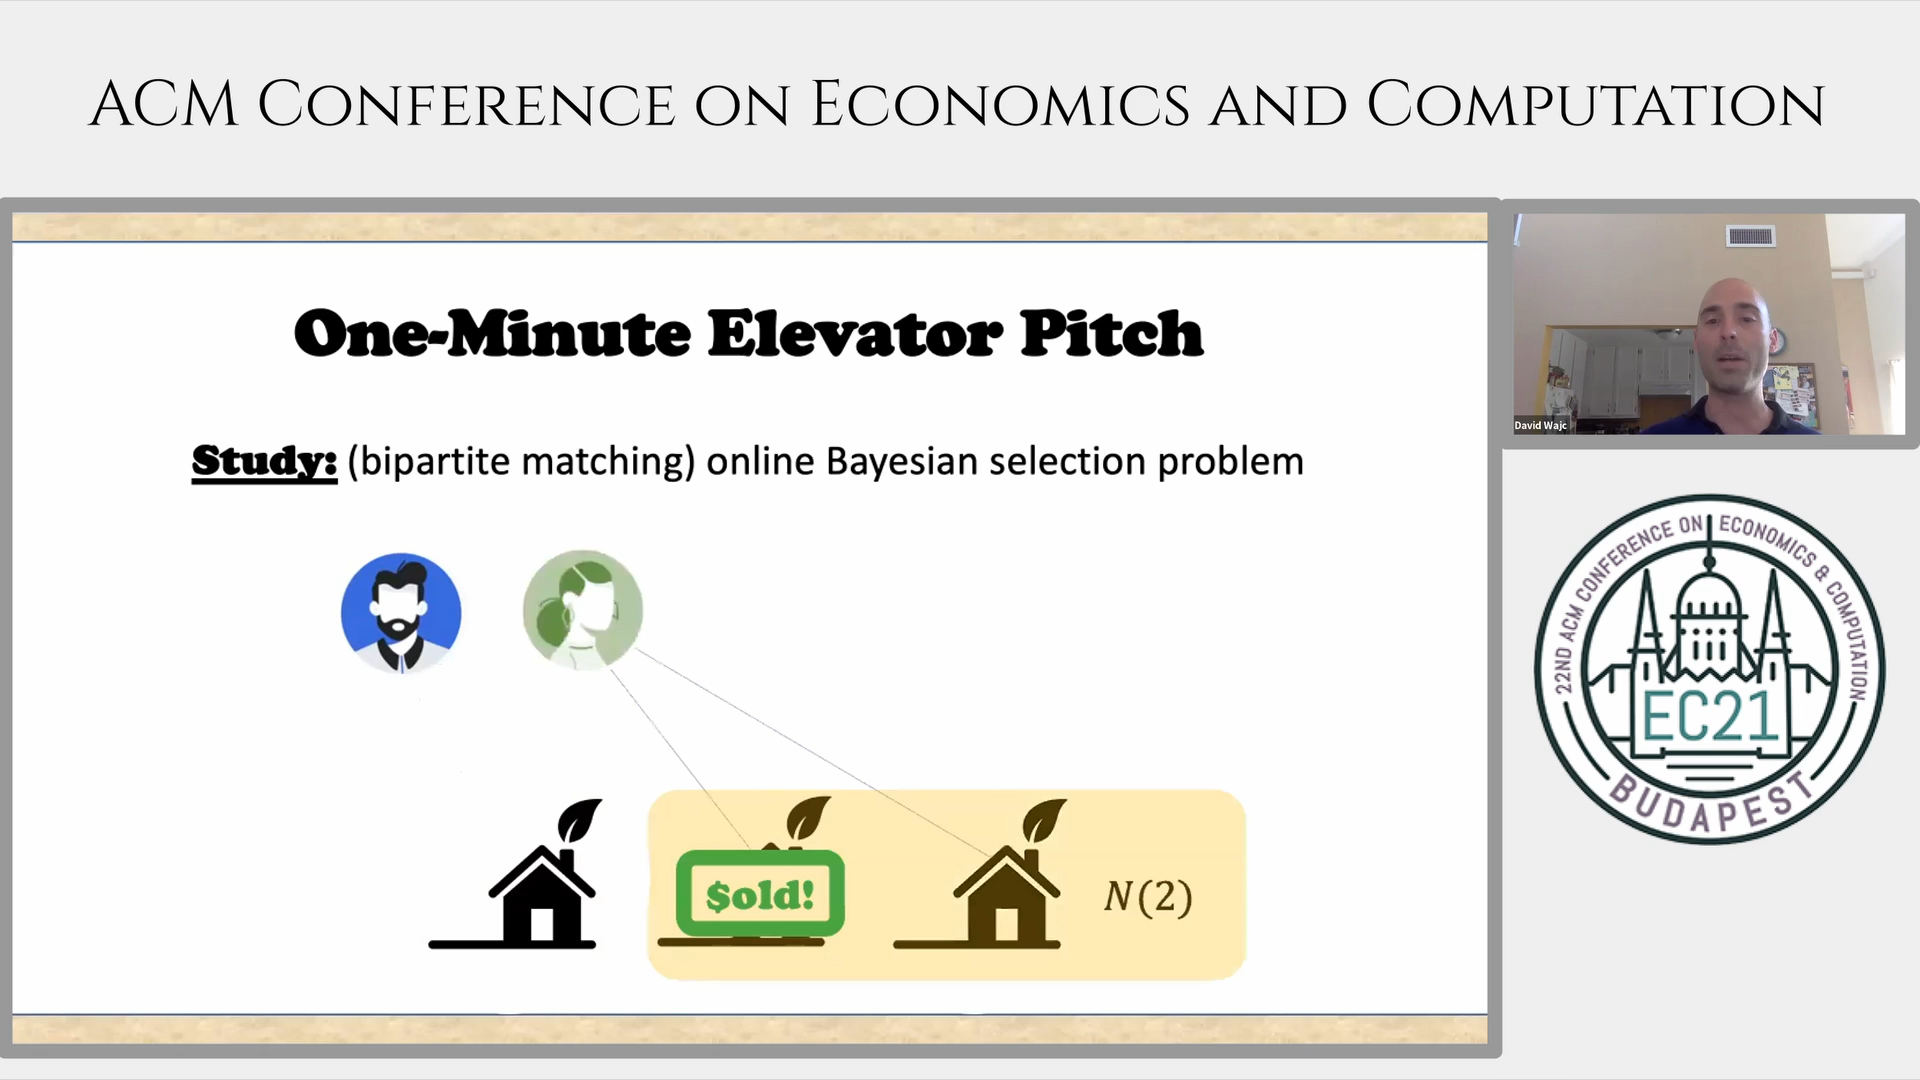 ACM Conference on Economics and Computation
One-Minute Elevator Pitch
Study: (bipartite matching) online Bayesian selection problem
$old!
N(2)
David Wajc
22ND ACM CONFERENCE ON ECONOMICS & COMPUTATION
EC21
BUDAPEST